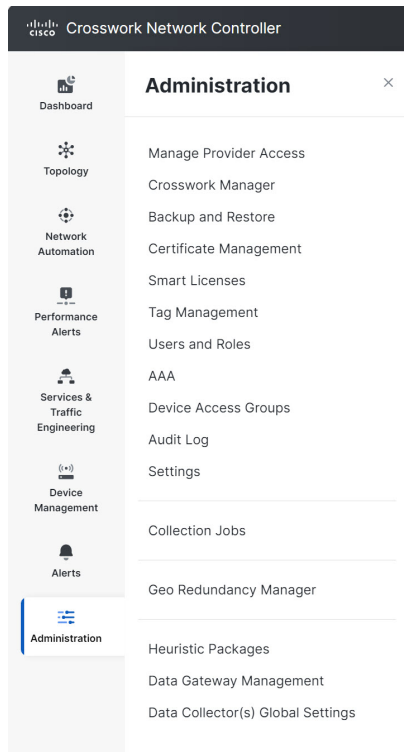 cisco Crosswork Network Controller
Dashboard
Topology
Network
Automation
Performance
Alerts
Services &
Traffic
Engineering
Device
Management
Alerts
Administration
Administration
Manage Provider Access
Crosswork Manager
Backup and Restore
Certificate Management
Smart Licenses
Tag Management
Users and Roles
AAA
Device Access Groups
Audit Log
Settings
Collection Jobs
Geo Redundancy Manager
Heuristic Packages
Data Gateway Management
Data Collector(s) Global Settings